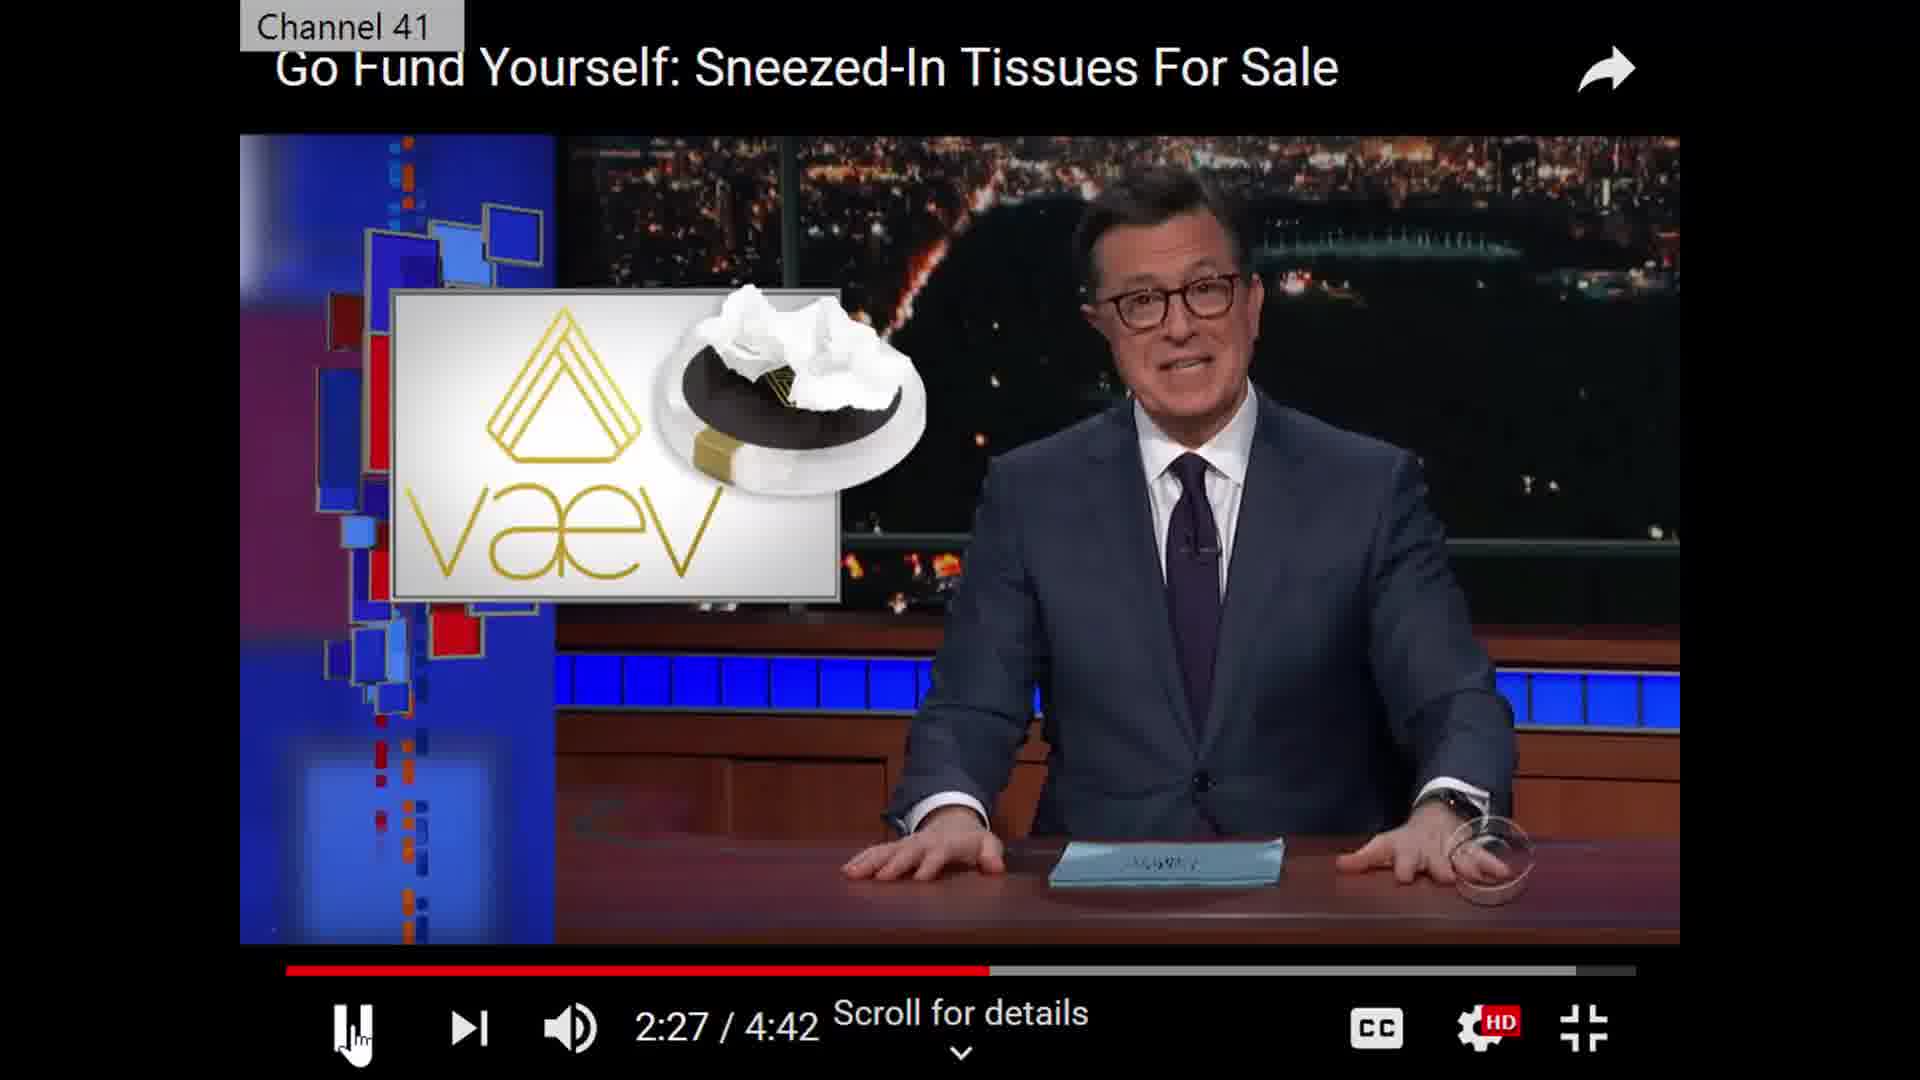 Channel 41
Go Fund Yourself: Sneezed-In Tissues For Sale
vaev
2:27 / 4:42
Scroll for details
CC
HD